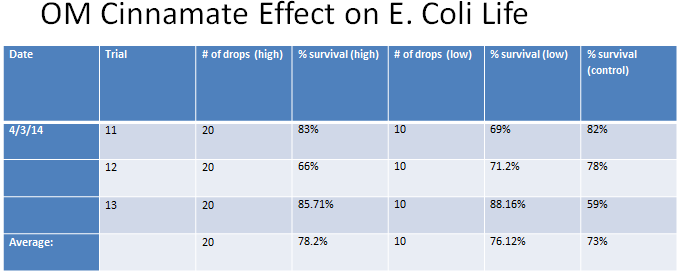 OM Cinnamate Effect on E. Coli Life
Date Trial # of drops (high) % survival (high) # of drops (low) % survival (low) % survival (control)
4/3/14 11 20 83% 10 69% 82%
12 20 66% 10 71.2% 78%
13 20 85.71% 10 88.16% 59%
Average: 20 78.2% 10 76.12% 73%